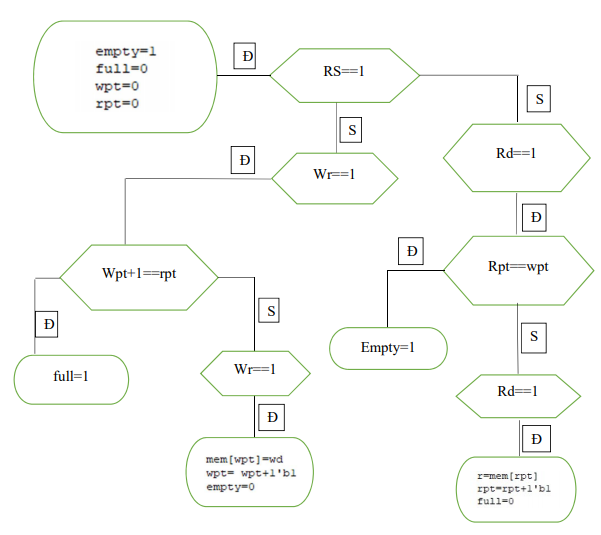 empty=1
full=0
wpt=0
rpt=0
Đ
RS==1
S
S
Đ
Wr==1
Rd==1
Đ
Đ
Wpt+1==rpt
Rpt==wpt
S
Đ
S
Empty=1
full=1
Wr==1
Rd==1
Đ
Đ
mem[wpt]=wd
wpt= wpt+1'b1
empty=0
r=mem[rpt]
rpt=rpt+1'b1
full=0